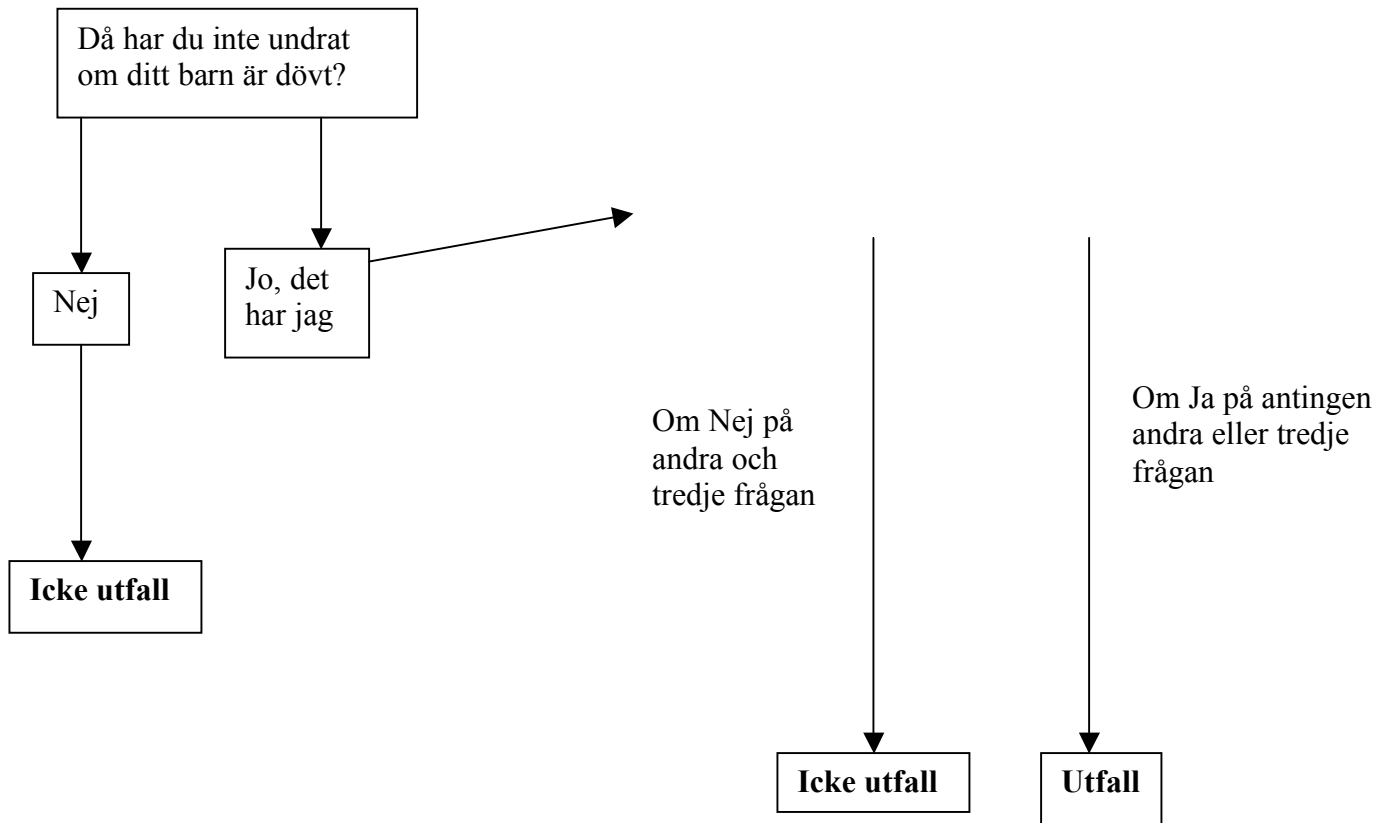 Då har du inte undrat
om ditt barn är dövt?
Nej
Jo, det
har jag
Om Nej på
andra och
tredje frågan
Om Ja på antingen
andra eller tredje
frågan
Icke utfall
Icke utfall
Utfall